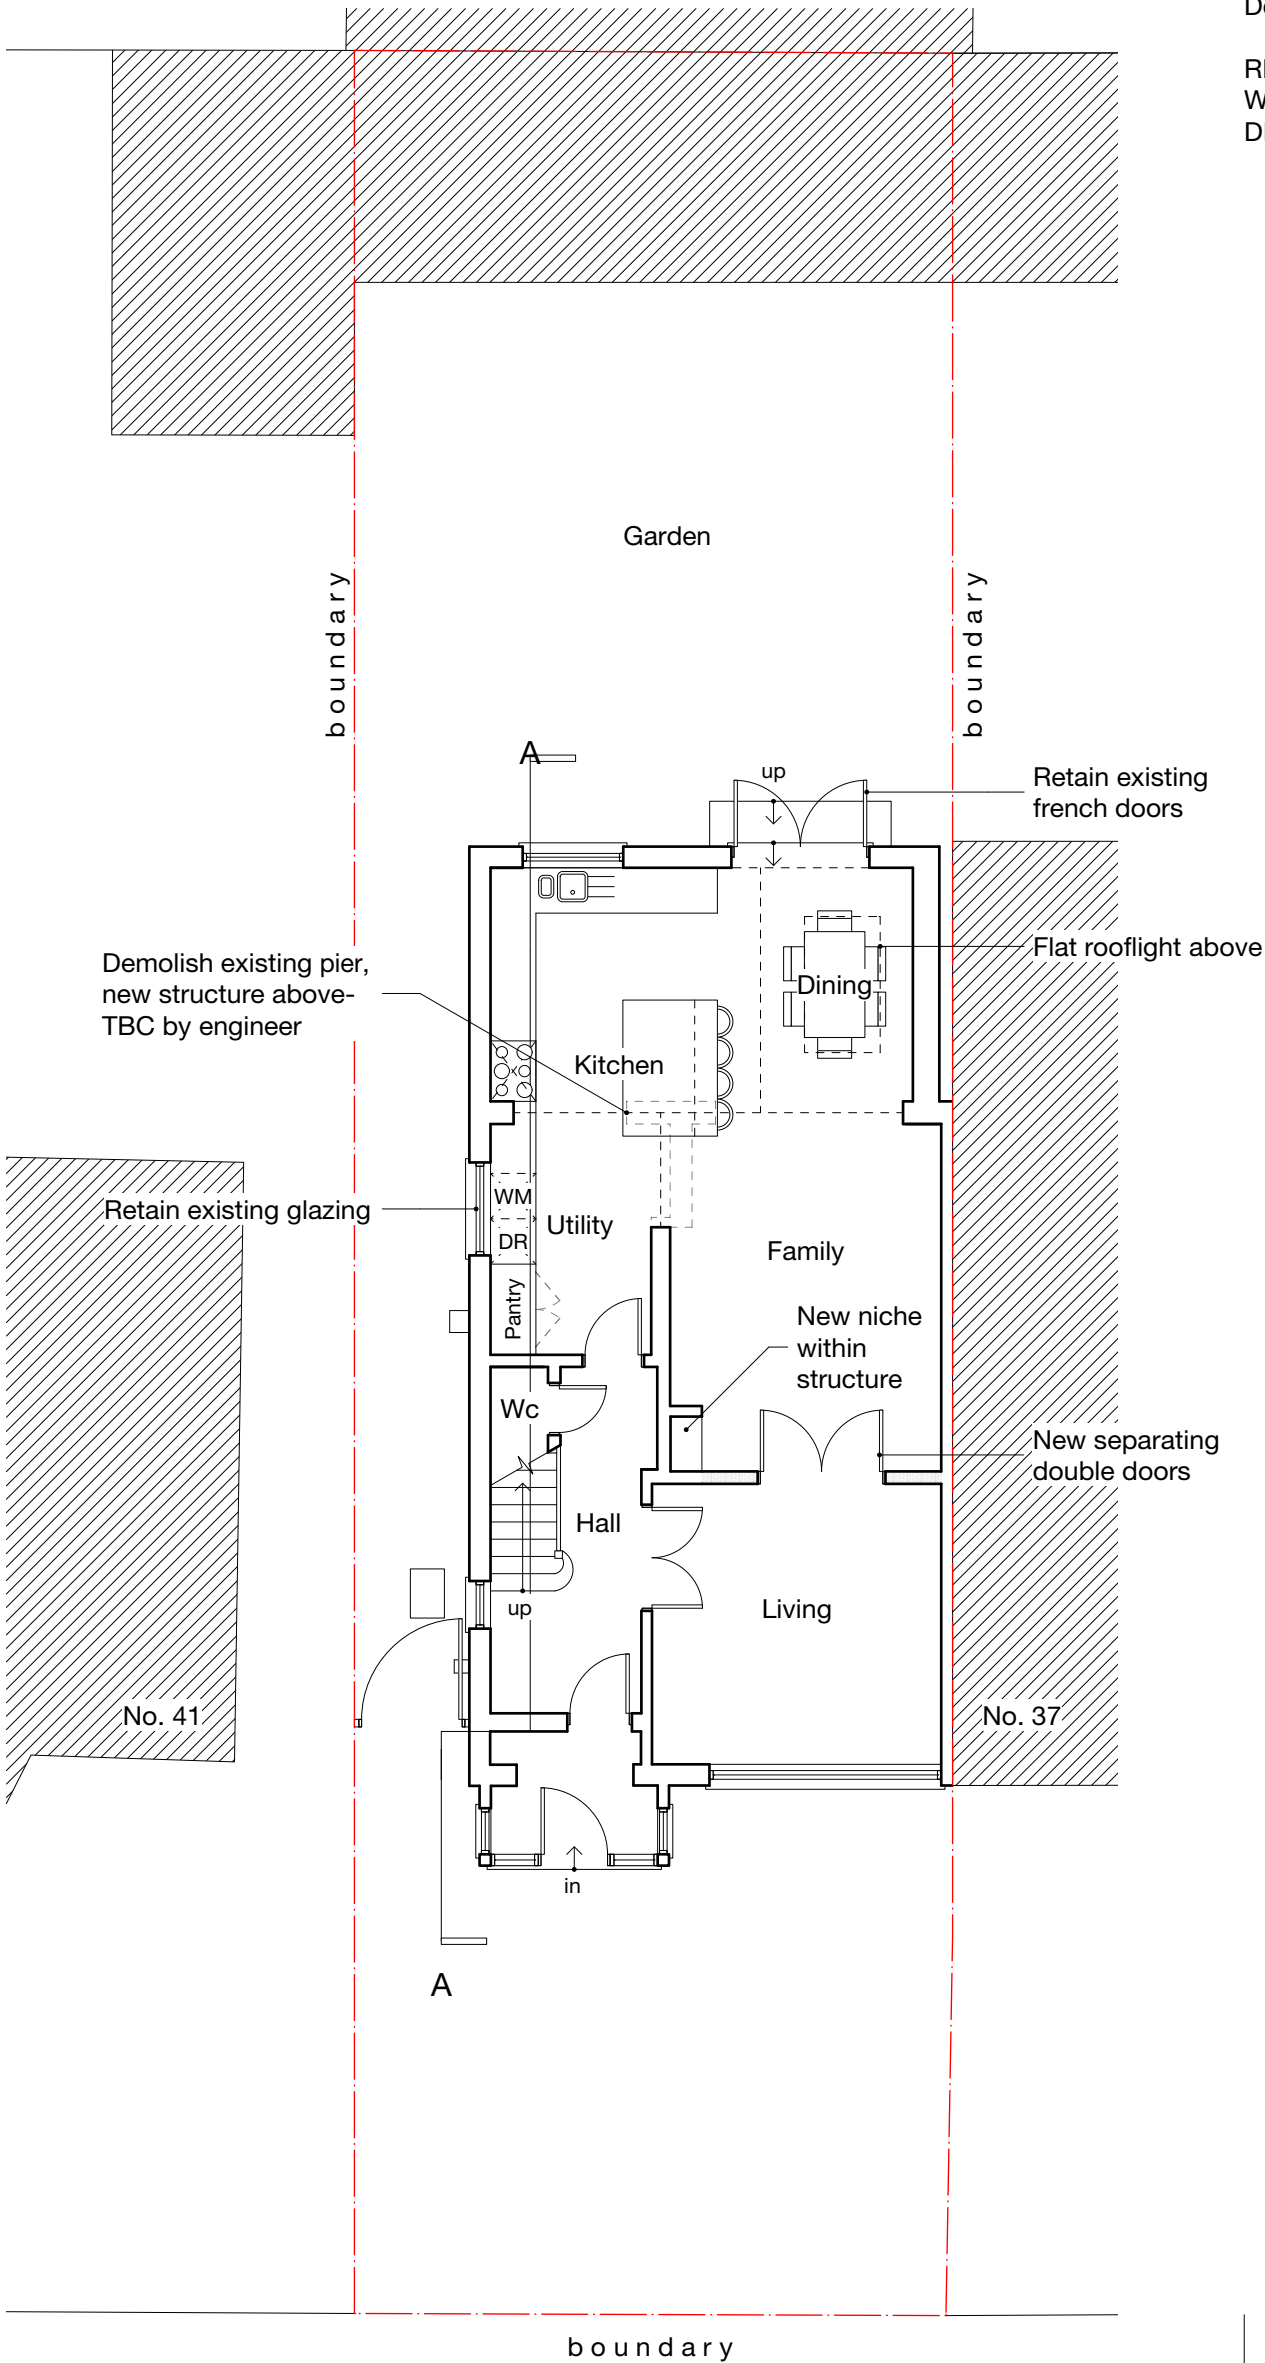 Garden
boundary
boundary
A
up
Retain existing
french doors
Demolish existing pier,
new structure above-
TBC by engineer
Flat rooflight above
Dining
Kitchen
Retain existing glazing
WM
DR
Utility
Pantry
Family
New niche
within
structure
Wc
New separating
double doors
Hall
up
Living
No. 41
No. 37
in
A
boundary